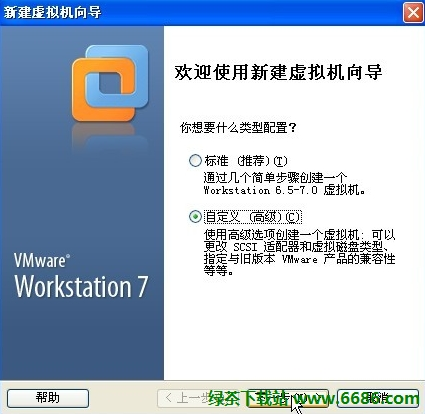 新建虚拟机向导
欢迎使用新建虚拟机向导
你想要什么类型配置？
标准 (推荐)(T)
通过几个简单步骤创建一个
Workstation 6.5-7.0 虚拟机。
自定义 (高级)(C)
使用高级选项创建一个虚拟机: 可以
更改 SCSI 适配器和虚拟磁盘类型、
指定与旧版本 VMware 产品的兼容性
等等。
VMware®
Workstation 7
帮助
< 上一步
取消
绿茶下载站 www.6686.com